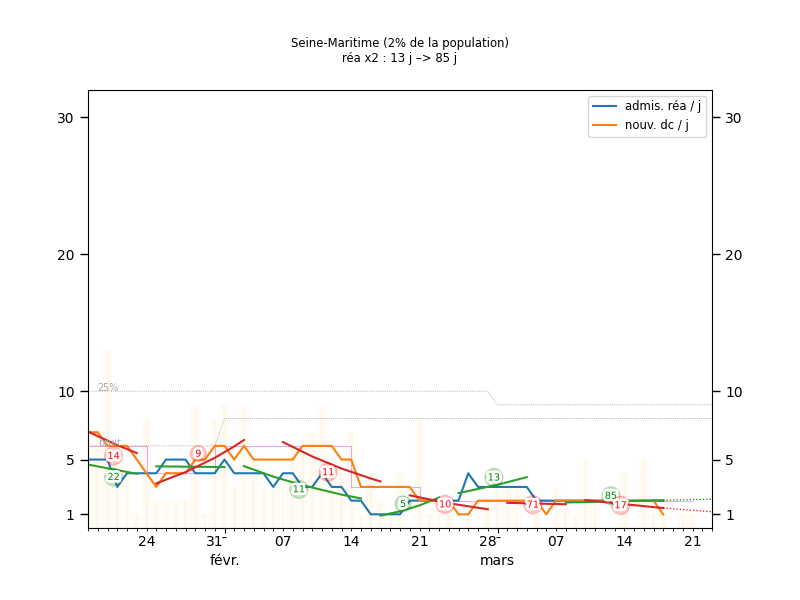 Seine-Maritime (2% de la population)
réa x2 : 13 j –> 85 j
admis. réa / j
nouv. dc / j
30 30
20 20
10 10
5 5
1 1
25%
14
22
9
11
11
5
10
13
71
85
17
24 31 07 14 21 28 07 14 21
févr. mars